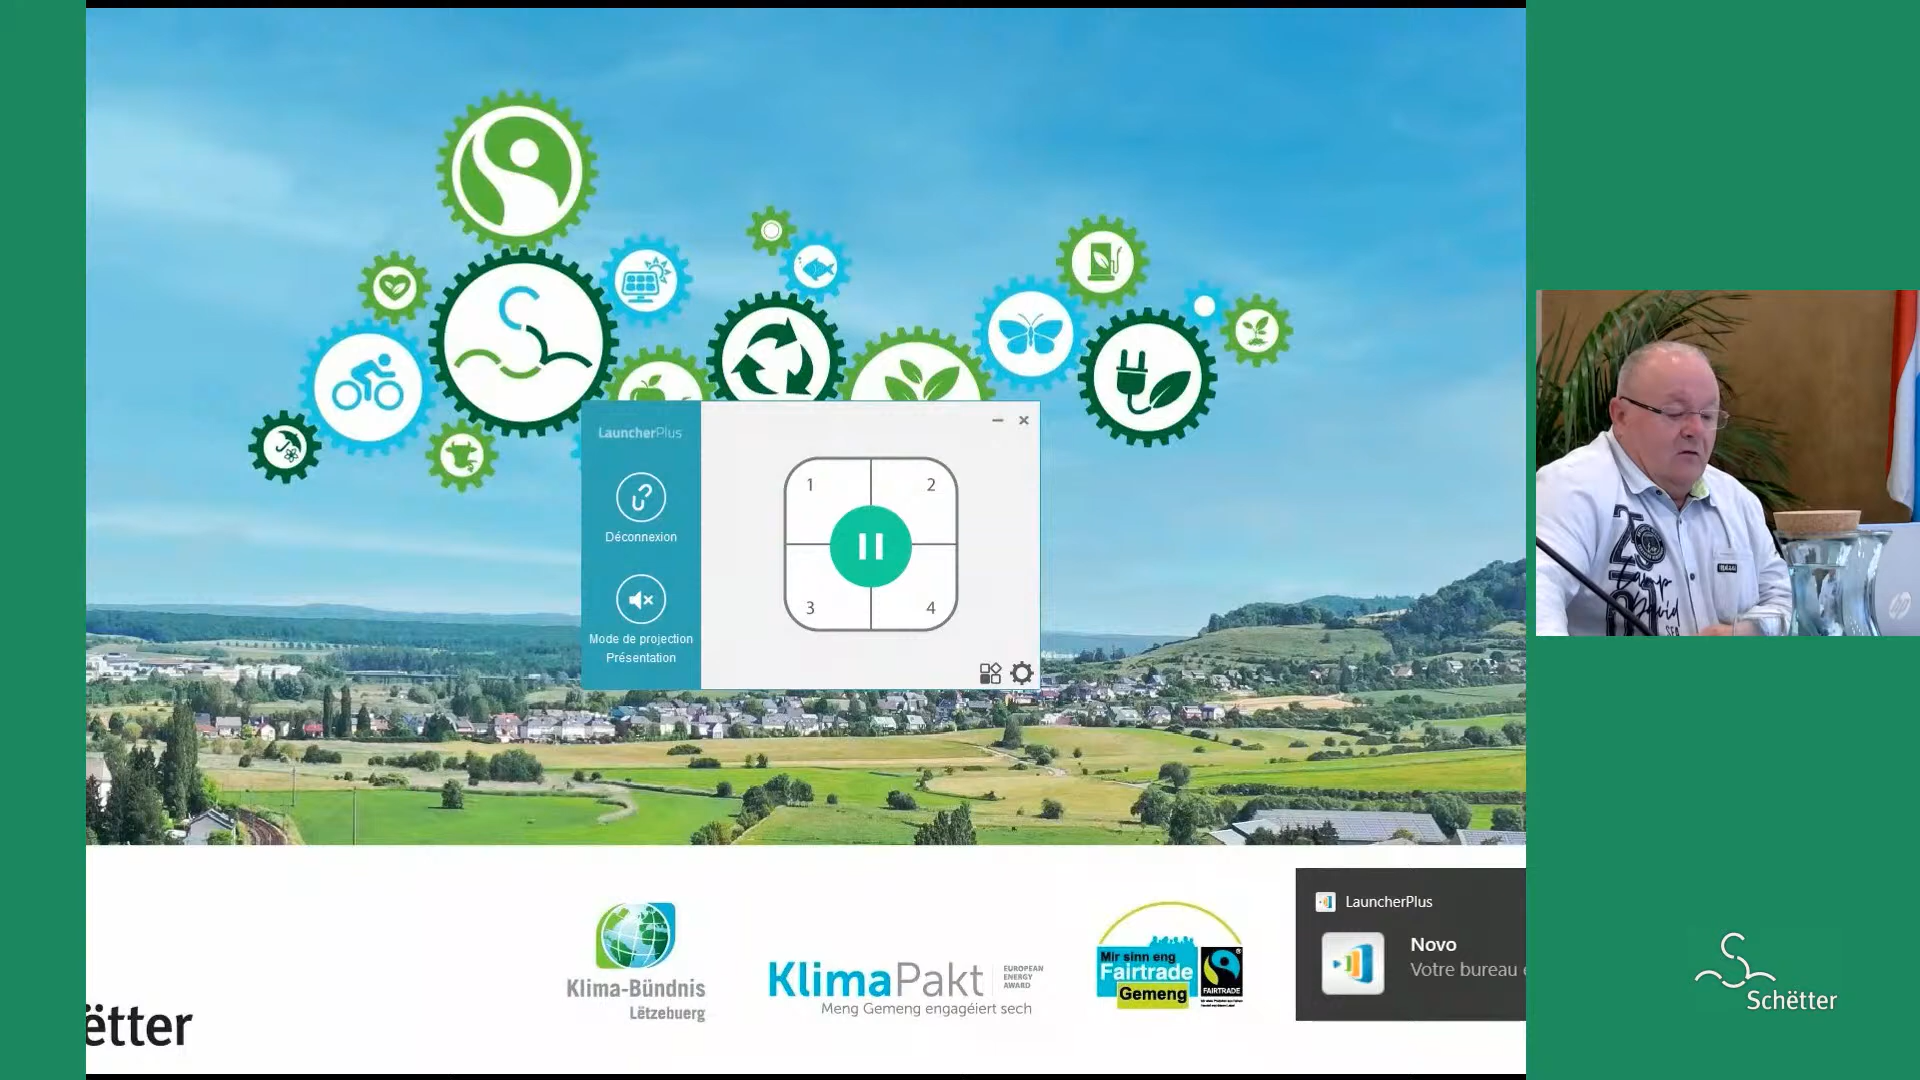 LauncherPlus
Déconnexion
Mode de projection
Présentation
1
2
3
4
LauncherPlus
Novo
Votre bureau
Klima-Bündnis
Lëtzebuerg
KlimaPakt
EUROPEAN
ENERGY
AWARD
Meng Gemeng engagéiert sech
Mir sinn eng
Fairtrade
Gemeng
FAIRTRADE
ëtter
Schëtter
hp